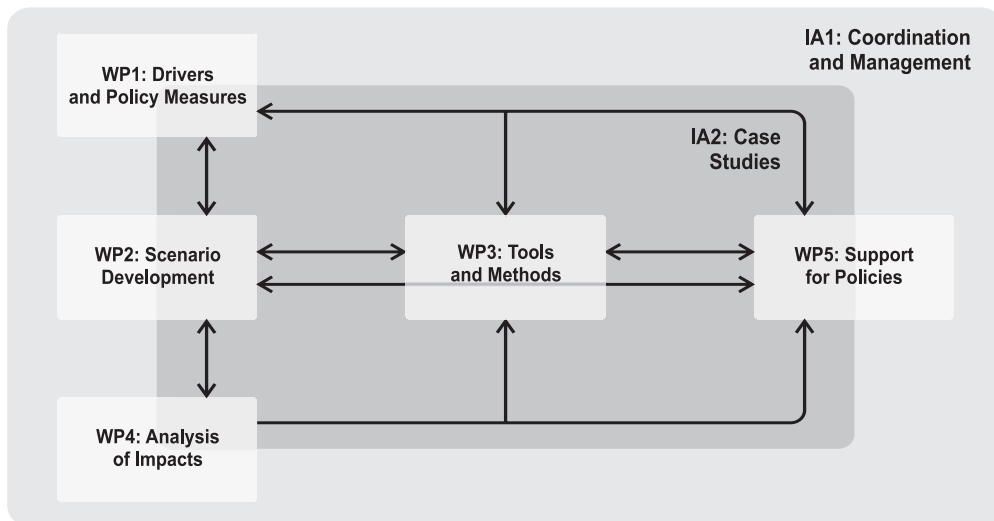 IA1: Coordination
and Management
WP1: Drivers
and Policy Measures
IA2: Case
Studies
WP2: Scenario
Development
WP3: Tools
and Methods
WP5: Support
for Policies
WP4: Analysis
of Impacts